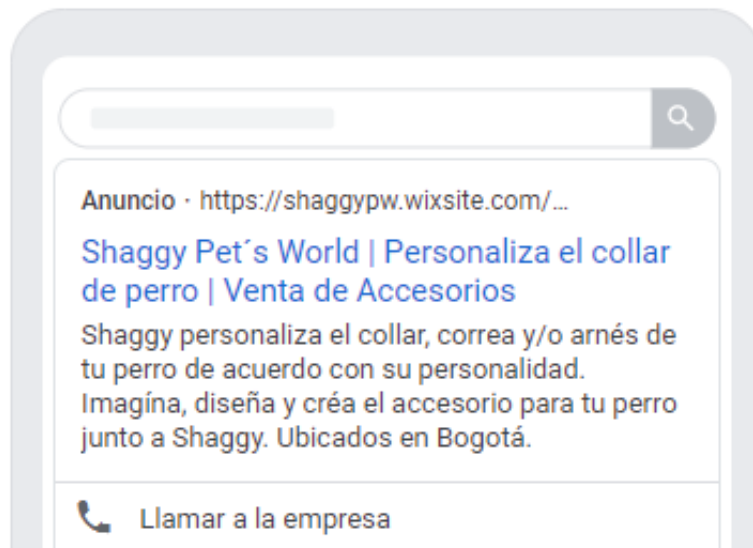 Anuncio · https://shaggypw.wixsite.com/...
Shaggy Pet´s World | Personaliza el collar
de perro | Venta de Accesorios
Shaggy personaliza el collar, correa y/o arnés de
tu perro de acuerdo con su personalidad.
Imagína, diseña y créa el accesorio para tu perro
junto a Shaggy. Ubicados en Bogotá.
Llamar a la empresa